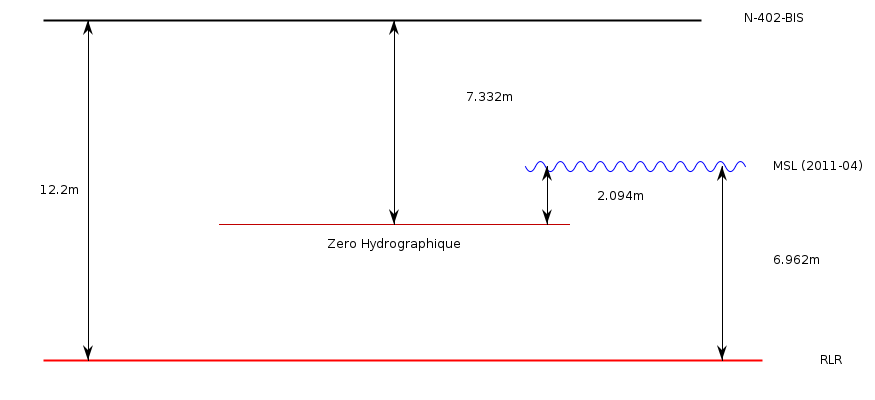 N-402-BIS
7.332m
MSL (2011-04)
12.2m
2.094m
Zero Hydrographique
6.962m
RLR